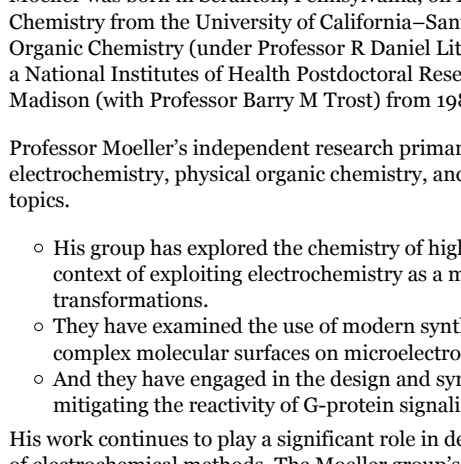 Moeller was born in Scranton, Pennsylvania, on
Chemistry from the University of California–San
Organic Chemistry (under Professor R Daniel Lit
a National Institutes of Health Postdoctoral Rese
Madison (with Professor Barry M Trost) from 198
Professor Moeller’s independent research primar
electrochemistry, physical organic chemistry, and
topics.
○ His group has explored the chemistry of hig
context of exploiting electrochemistry as a m
transformations.
○ They have examined the use of modern synt
complex molecular surfaces on microelectro
○ And they have engaged in the design and sy
mitigating the reactivity of G-protein signali
His work continues to play a significant role in de
of electrochemical methods. The Moeller group’s